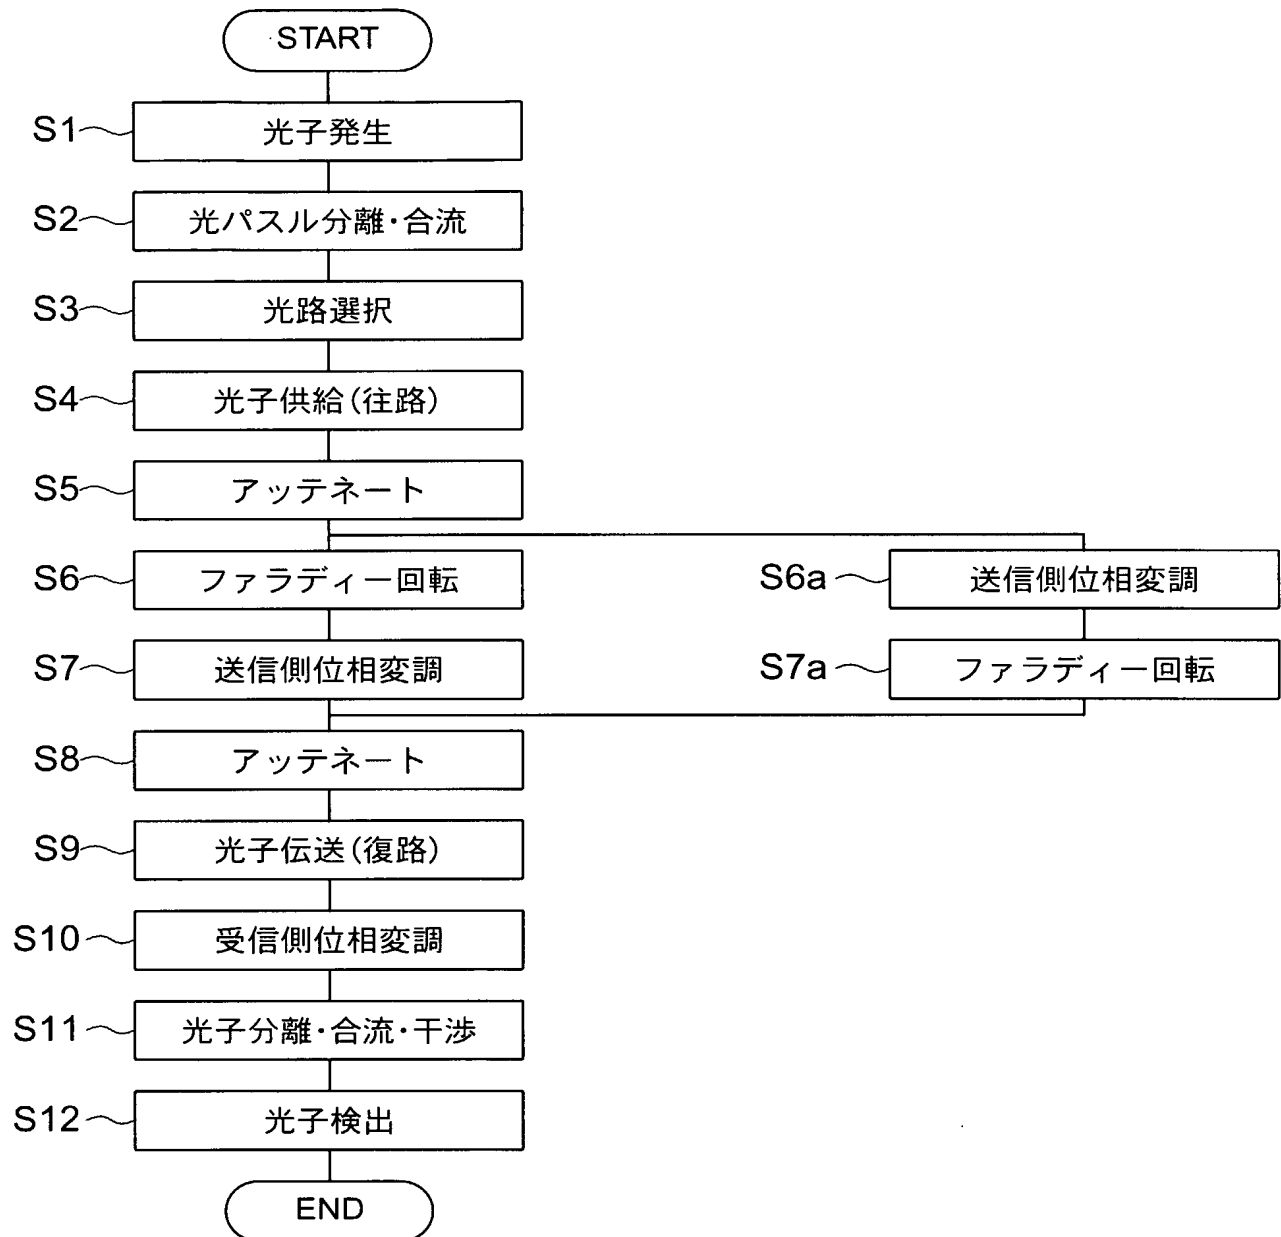 START
S1 光子発生
S2 光パスル分離・合流
S3 光路選択
S4 光子供給(往路)
S5 アッテネート
S6 ファラディー回転
S6a 送信側位相変調
S7 送信側位相変調
S7a ファラディー回転
S8 アッテネート
S9 光子伝送(復路)
S10 受信側位相変調
S11 光子分離・合流・干渉
S12 光子検出
END